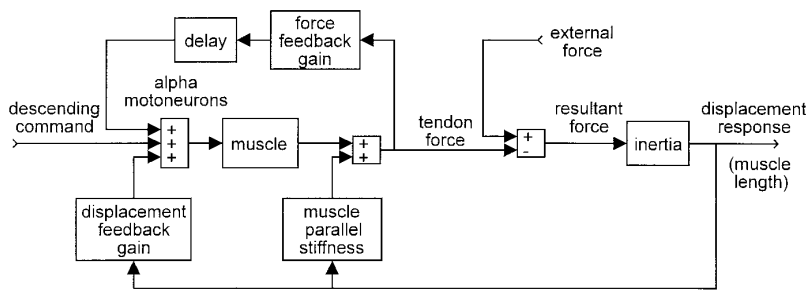 delay
force
feedback
gain
external
force
alpha
motoneurons
descending
command
+
+
+
muscle
+
+
tendon
force
+
-
resultant
force
inertia
displacement
response
(muscle
length)
displacement
feedback
gain
muscle
parallel
stiffness